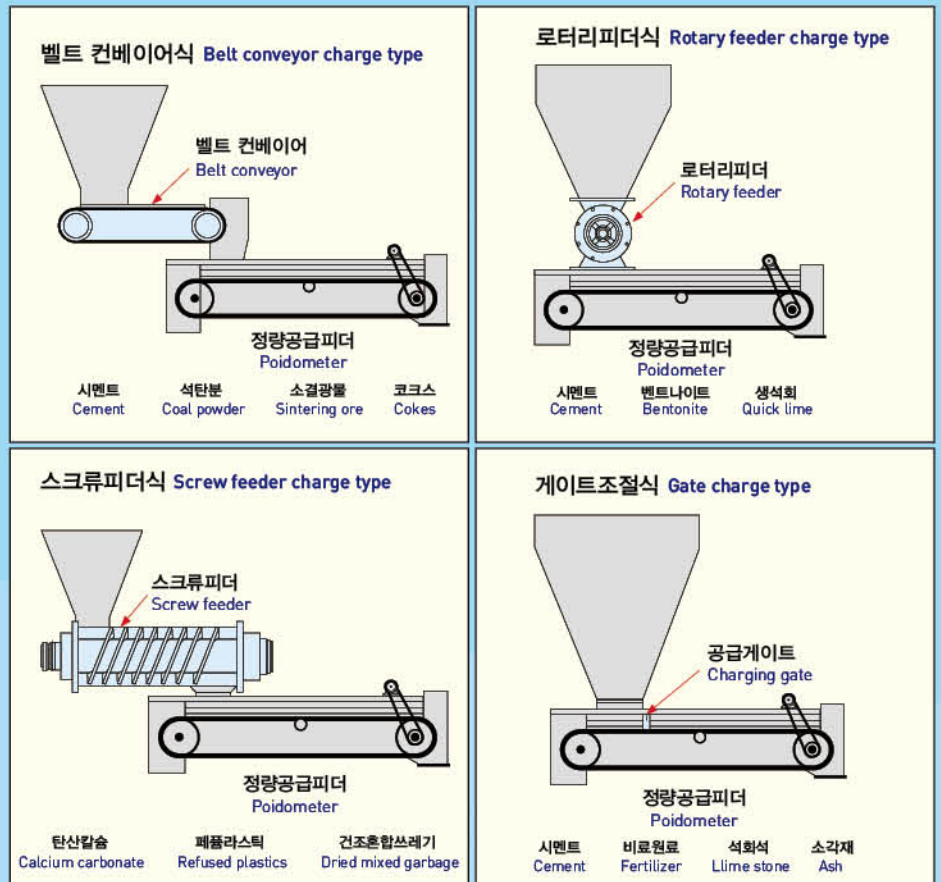 벨트 컨베이어식 Belt conveyor charge type
벨트 컨베이어
Belt conveyor
정량공급피더
Poidometer
시멘트 석탄분 소결광물 코크스
Cement Coal powder Sintering ore Cokes
로터리피더식 Rotary feeder charge type
로터리피더
Rotary feeder
정량공급피더
Poidometer
시멘트 벤트나이트 생석회
Cement Bentonite Quick lime
스크류피더식 Screw feeder charge type
스크류피더
Screw feeder
정량공급피더
Poidometer
탄산칼슘 페퓰라스틱 건조혼합쓰레기
Calcium carbonate Refused plastics Dried mixed garbage
게이트조절식 Gate charge type
공급게이트
Charging gate
정량공급피더
Poidometer
시멘트 비료원료 석화석 소각재
Cement Fertilizer Llime stone Ash